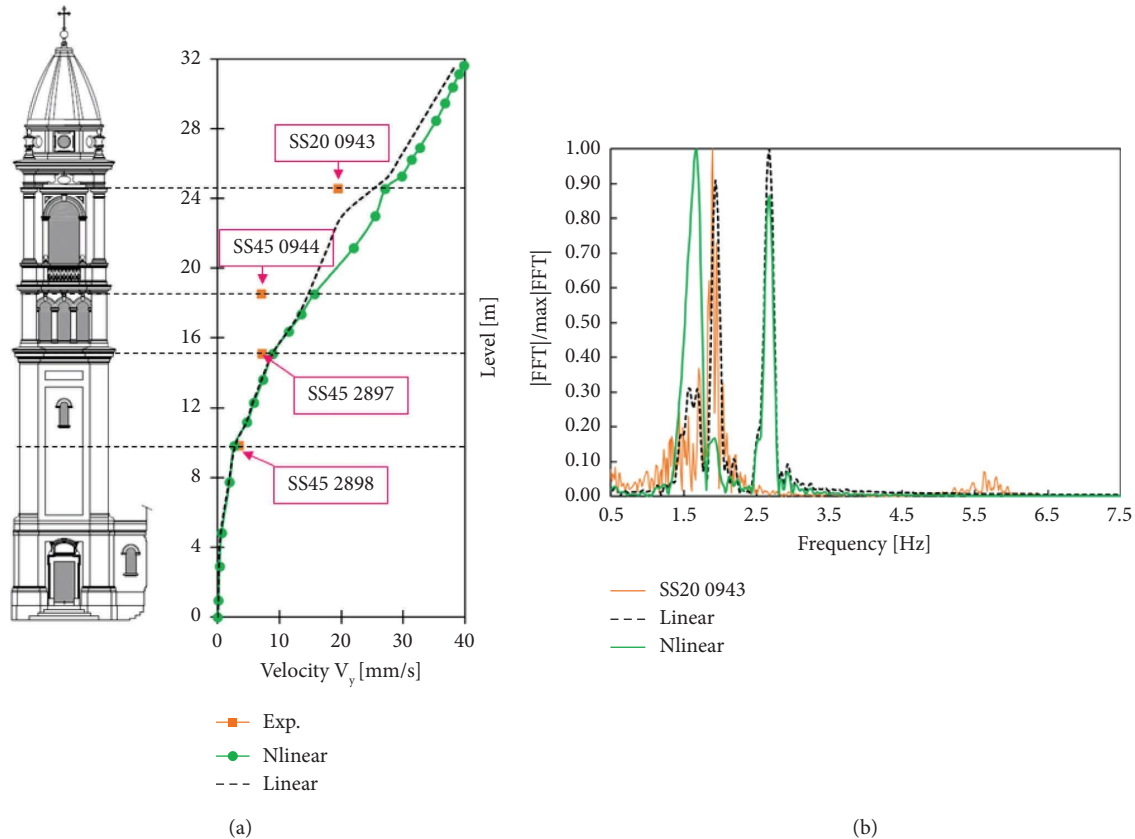 32
28
24
20
16
12
8
4
0
Level [m]
SS20 0943
SS45 0944
SS45 2897
SS45 2898
0
10
20
30
40
Velocity Vy [mm/s]
Exp.
Nlinear
Linear
(a)
|FFT|/max|FFT|
1.00
0.90
0.80
0.70
0.60
0.50
0.40
0.30
0.20
0.10
0.00
0.5
1.5
2.5
3.5
4.5
5.5
6.5
7.5
Frequency [Hz]
SS20 0943
Linear
Nlinear
(b)